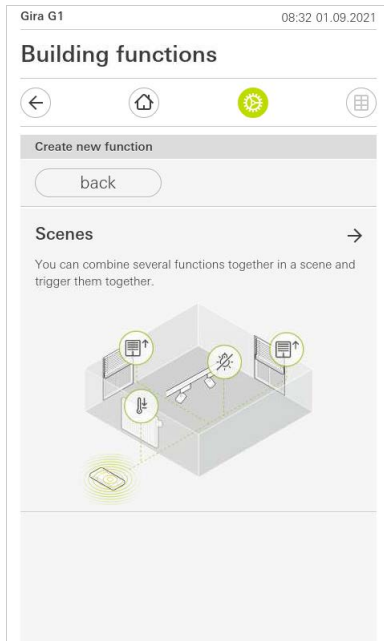 Gira G1 08:32 01.09.2021
Building functions
Create new function
back
Scenes
You can combine several functions together in a scene and
trigger them together.